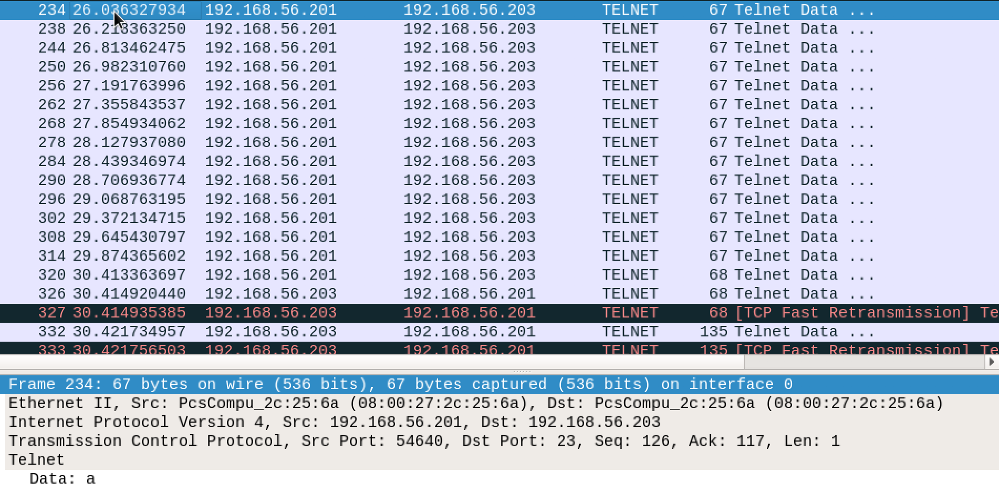 234 26.036327934 192.168.56.201 192.168.56.203 TELNET 67 Telnet Data ...
238 26.213363250 192.168.56.201 192.168.56.203 TELNET 67 Telnet Data ...
244 26.813462475 192.168.56.201 192.168.56.203 TELNET 67 Telnet Data ...
250 26.982310760 192.168.56.201 192.168.56.203 TELNET 67 Telnet Data ...
256 27.191763996 192.168.56.201 192.168.56.203 TELNET 67 Telnet Data ...
262 27.355843537 192.168.56.201 192.168.56.203 TELNET 67 Telnet Data ...
268 27.854934062 192.168.56.201 192.168.56.203 TELNET 67 Telnet Data ...
278 28.127937080 192.168.56.201 192.168.56.203 TELNET 67 Telnet Data ...
284 28.439346974 192.168.56.201 192.168.56.203 TELNET 67 Telnet Data ...
290 28.706936774 192.168.56.201 192.168.56.203 TELNET 67 Telnet Data ...
296 29.068763195 192.168.56.201 192.168.56.203 TELNET 67 Telnet Data ...
302 29.372134715 192.168.56.201 192.168.56.203 TELNET 67 Telnet Data ...
308 29.645430797 192.168.56.201 192.168.56.203 TELNET 67 Telnet Data ...
314 29.874365602 192.168.56.201 192.168.56.203 TELNET 67 Telnet Data ...
320 30.413363697 192.168.56.201 192.168.56.203 TELNET 68 Telnet Data ...
326 30.414920440 192.168.56.203 192.168.56.201 TELNET 68 Telnet Data ...
327 30.414935385 192.168.56.203 192.168.56.201 TELNET 68 [TCP Fast Retransmission] Te
332 30.421734957 192.168.56.203 192.168.56.201 TELNET 135 Telnet Data ...
333 30.421756503 192.168.56.203 192.168.56.201 TELNET 135 [TCP Fast Retransmission] Te
Frame 234: 67 bytes on wire (536 bits), 67 bytes captured (536 bits) on interface 0
Ethernet II, Src: PcsCompu_2c:25:6a (08:00:27:2c:25:6a), Dst: PcsCompu_2c:25:6a (08:00:27:2c:25:6a)
Internet Protocol Version 4, Src: 192.168.56.201, Dst: 192.168.56.203
Transmission Control Protocol, Src Port: 54640, Dst Port: 23, Seq: 126, Ack: 117, Len: 1
Telnet
Data: a